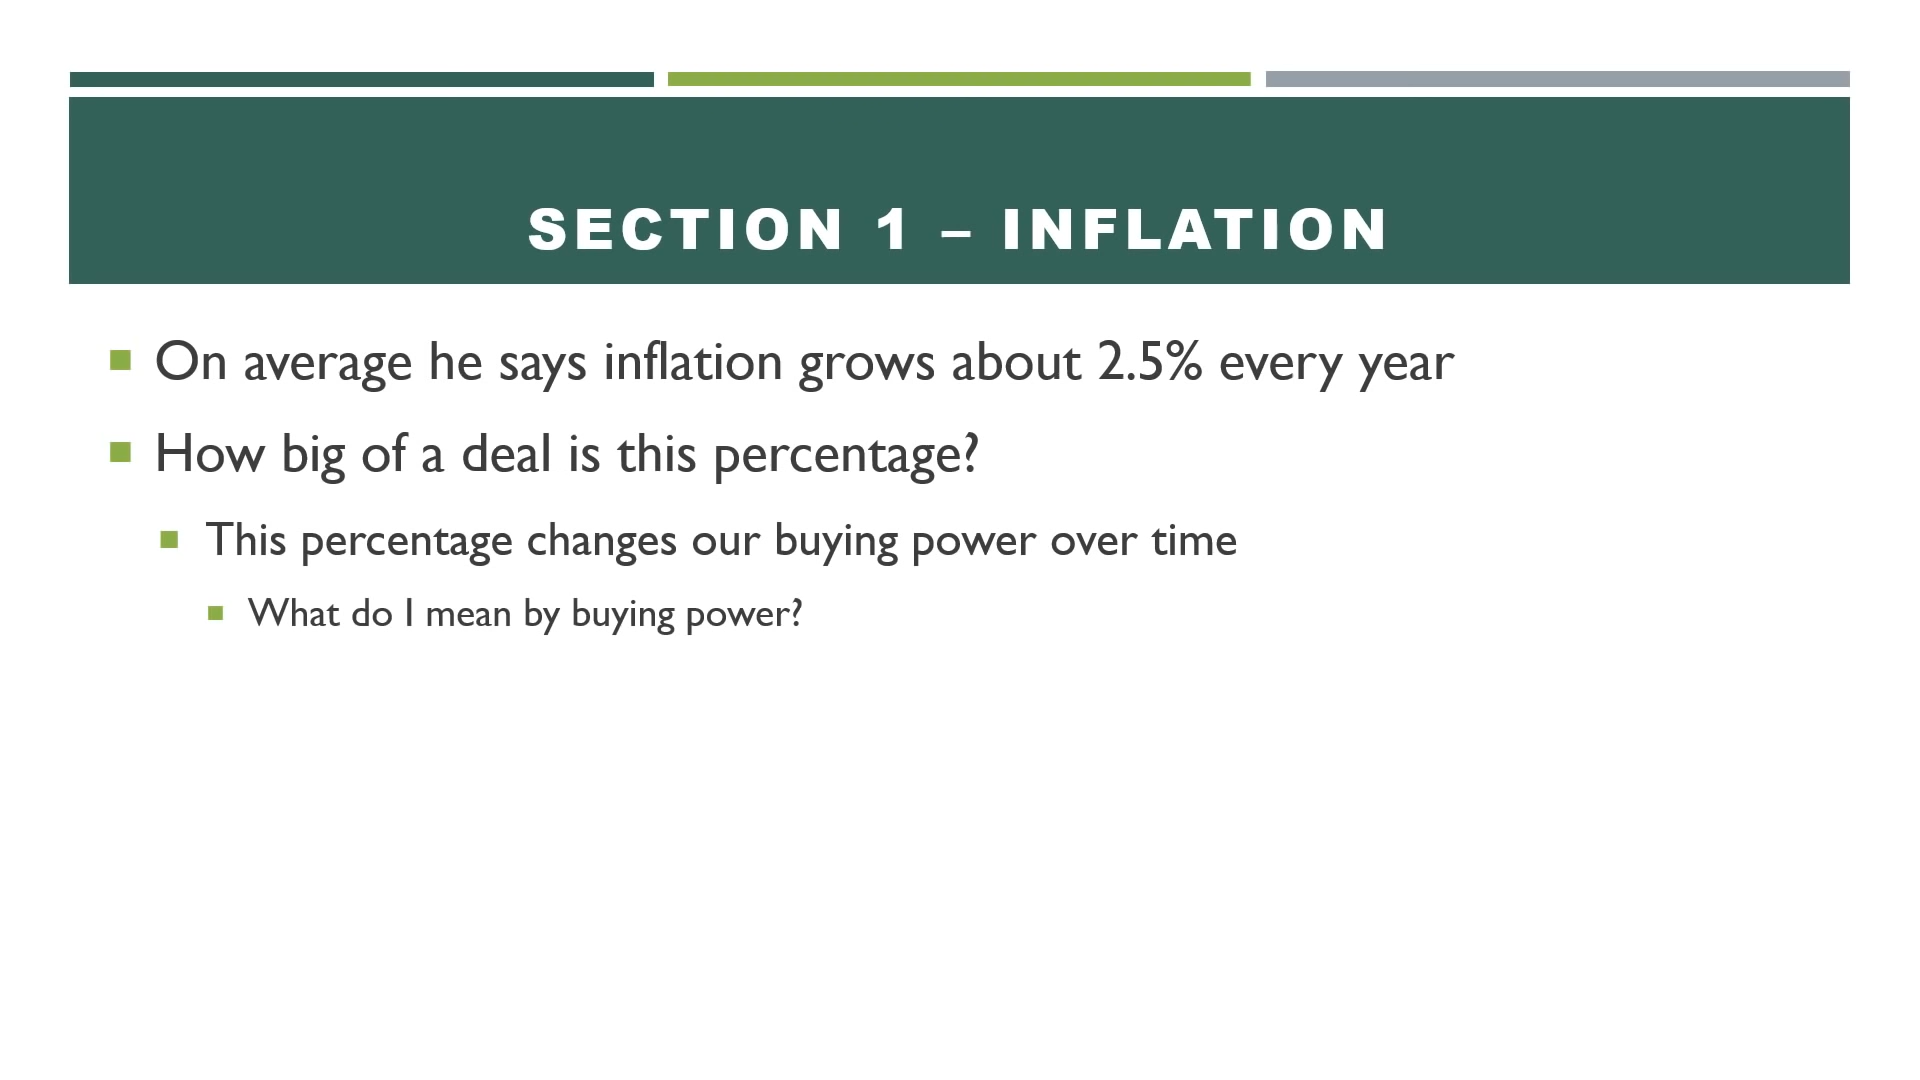 SECTION 1 – INFLATION
On average he says inflation grows about 2.5% every year
How big of a deal is this percentage?
This percentage changes our buying power over time
What do I mean by buying power?